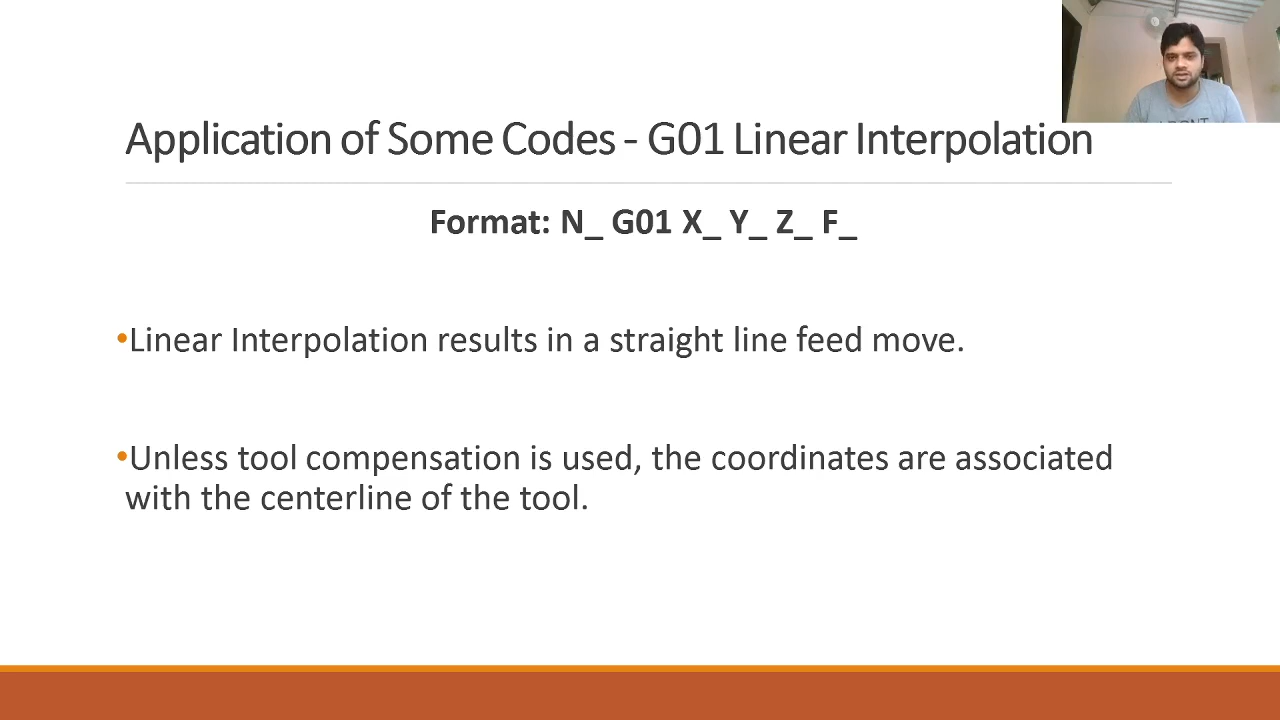 Application of Some Codes - G01 Linear Interpolation
Format: N_ G01 X_ Y_ Z_ F_
•Linear Interpolation results in a straight line feed move.
•Unless tool compensation is used, the coordinates are associated
with the centerline of the tool.